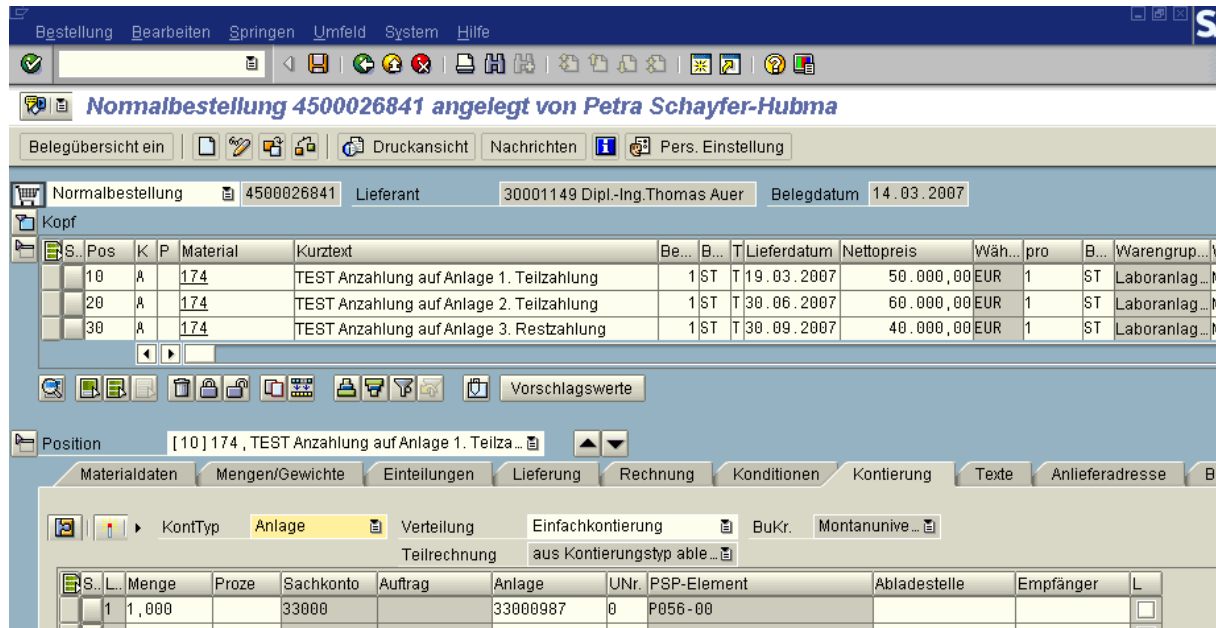 Bestellung Bearbeiten Springen Umfeld System Hilfe
Normalbestellung 4500026841 angelegt von Petra Schayfer-Hubma
Belegübersicht ein Druckansicht Nachrichten Pers. Einstellung
Normalbestellung 4500026841 Lieferant 30001149 Dipl.-Ing.Thomas Auer Belegdatum 14.03.2007
Kopf
S.. Pos K P Material Kurztext Be... B... T Lieferdatum Nettopreis Wäh... pro B... Warengrup...
10 A 174 TEST Anzahlung auf Anlage 1. Teilzahlung 1 ST T 19.03.2007 50.000,00 EUR 1 ST Laboranlag...
20 A 174 TEST Anzahlung auf Anlage 2. Teilzahlung 1 ST T 30.06.2007 60.000,00 EUR 1 ST Laboranlag...
30 A 174 TEST Anzahlung auf Anlage 3. Restzahlung 1 ST T 30.09.2007 40.000,00 EUR 1 ST Laboranlag...
Vorschlagswerte
Position [10] 174 , TEST Anzahlung auf Anlage 1. Teilza...
Materialdaten Mengen/Gewichte Einteilungen Lieferung Rechnung Konditionen Kontierung Texte Anlieferadresse B
KontTyp Anlage Verteilung Einfachkontierung BuKr. Montanunive...
Teilrechnung aus Kontierungstyp able...
S.. L.. Menge Proze Sachkonto Auftrag Anlage UNr. PSP-Element Abladestelle Empfänger L
1 1,000 33000 33000987 0 P056-00